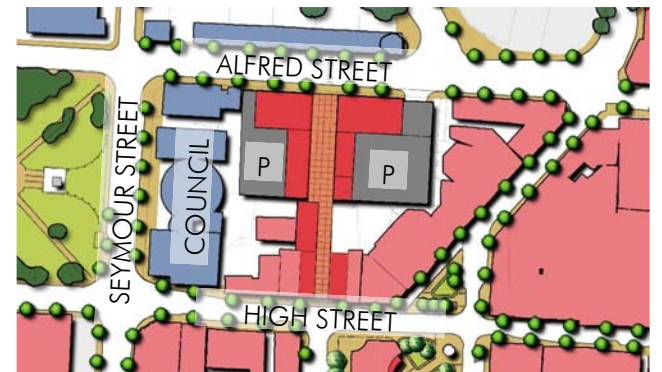 ALFRED STREET
SEYMOUR STREET
COUNCIL
P
P
HIGH STREET